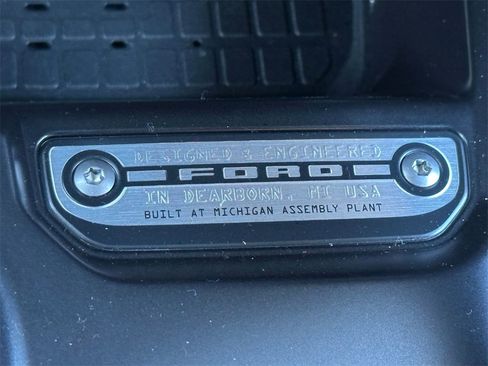 DESIGNED & ENGINEERED
FORD
IN DEARBORN, MI USA
BUILT AT MICHIGAN ASSEMBLY PLANT